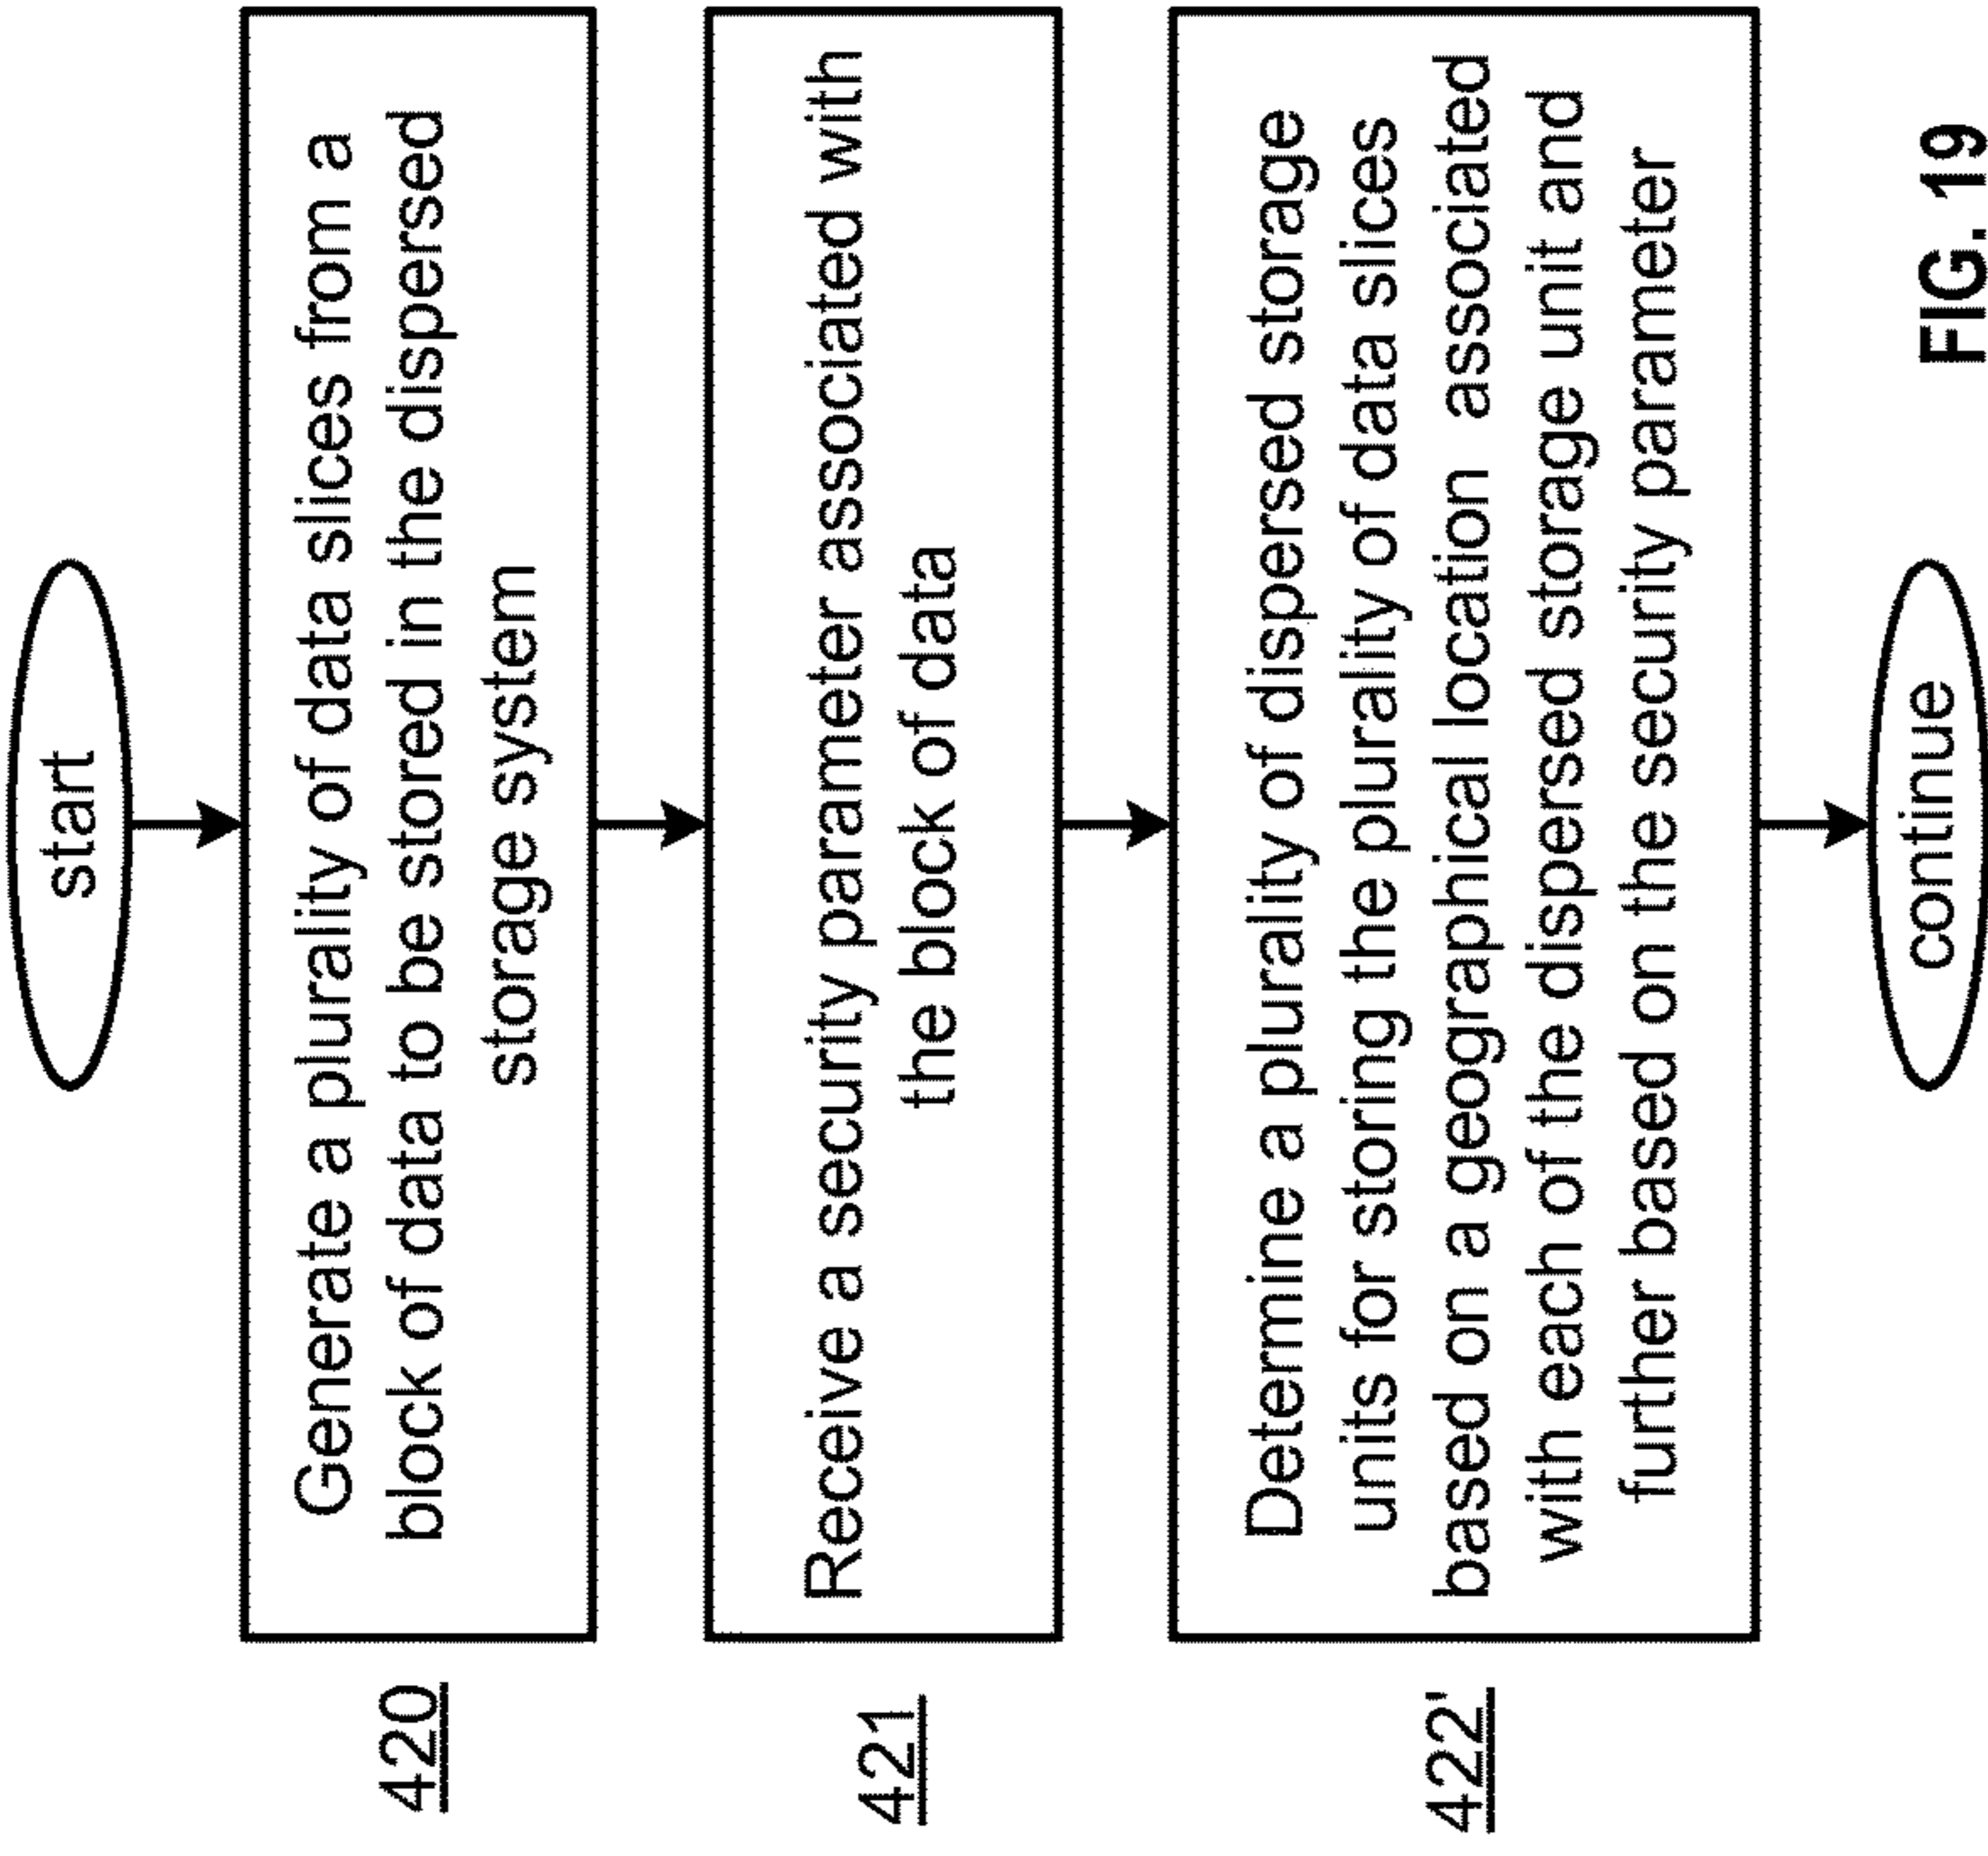 start
420
Generate a plurality of data slices from a
block of data to be stored in the dispersed
storage system
421
Receive a security parameter associated with
the block of data
422'
Determine a plurality of dispersed storage
units for storing the plurality of data slices
based on a geographical location associated
with each of the dispersed storage unit and
further based on the security parameter
continue
FIG. 19